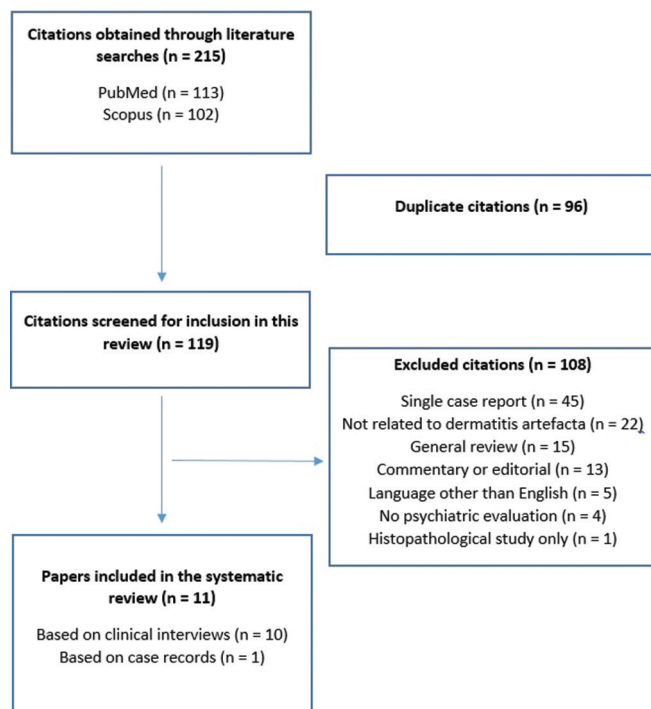 Citations obtained through literature
searches (n = 215)
PubMed (n = 113)
Scopus (n = 102)
Duplicate citations (n = 96)
Citations screened for inclusion in this
review (n = 119)
Excluded citations (n = 108)
Single case report (n = 45)
Not related to dermatitis artefacta (n = 22)
General review (n = 15)
Commentary or editorial (n = 13)
Language other than English (n = 5)
No psychiatric evaluation (n = 4)
Histopathological study only (n = 1)
Papers included in the systematic
review (n = 11)
Based on clinical interviews (n = 10)
Based on case records (n = 1)